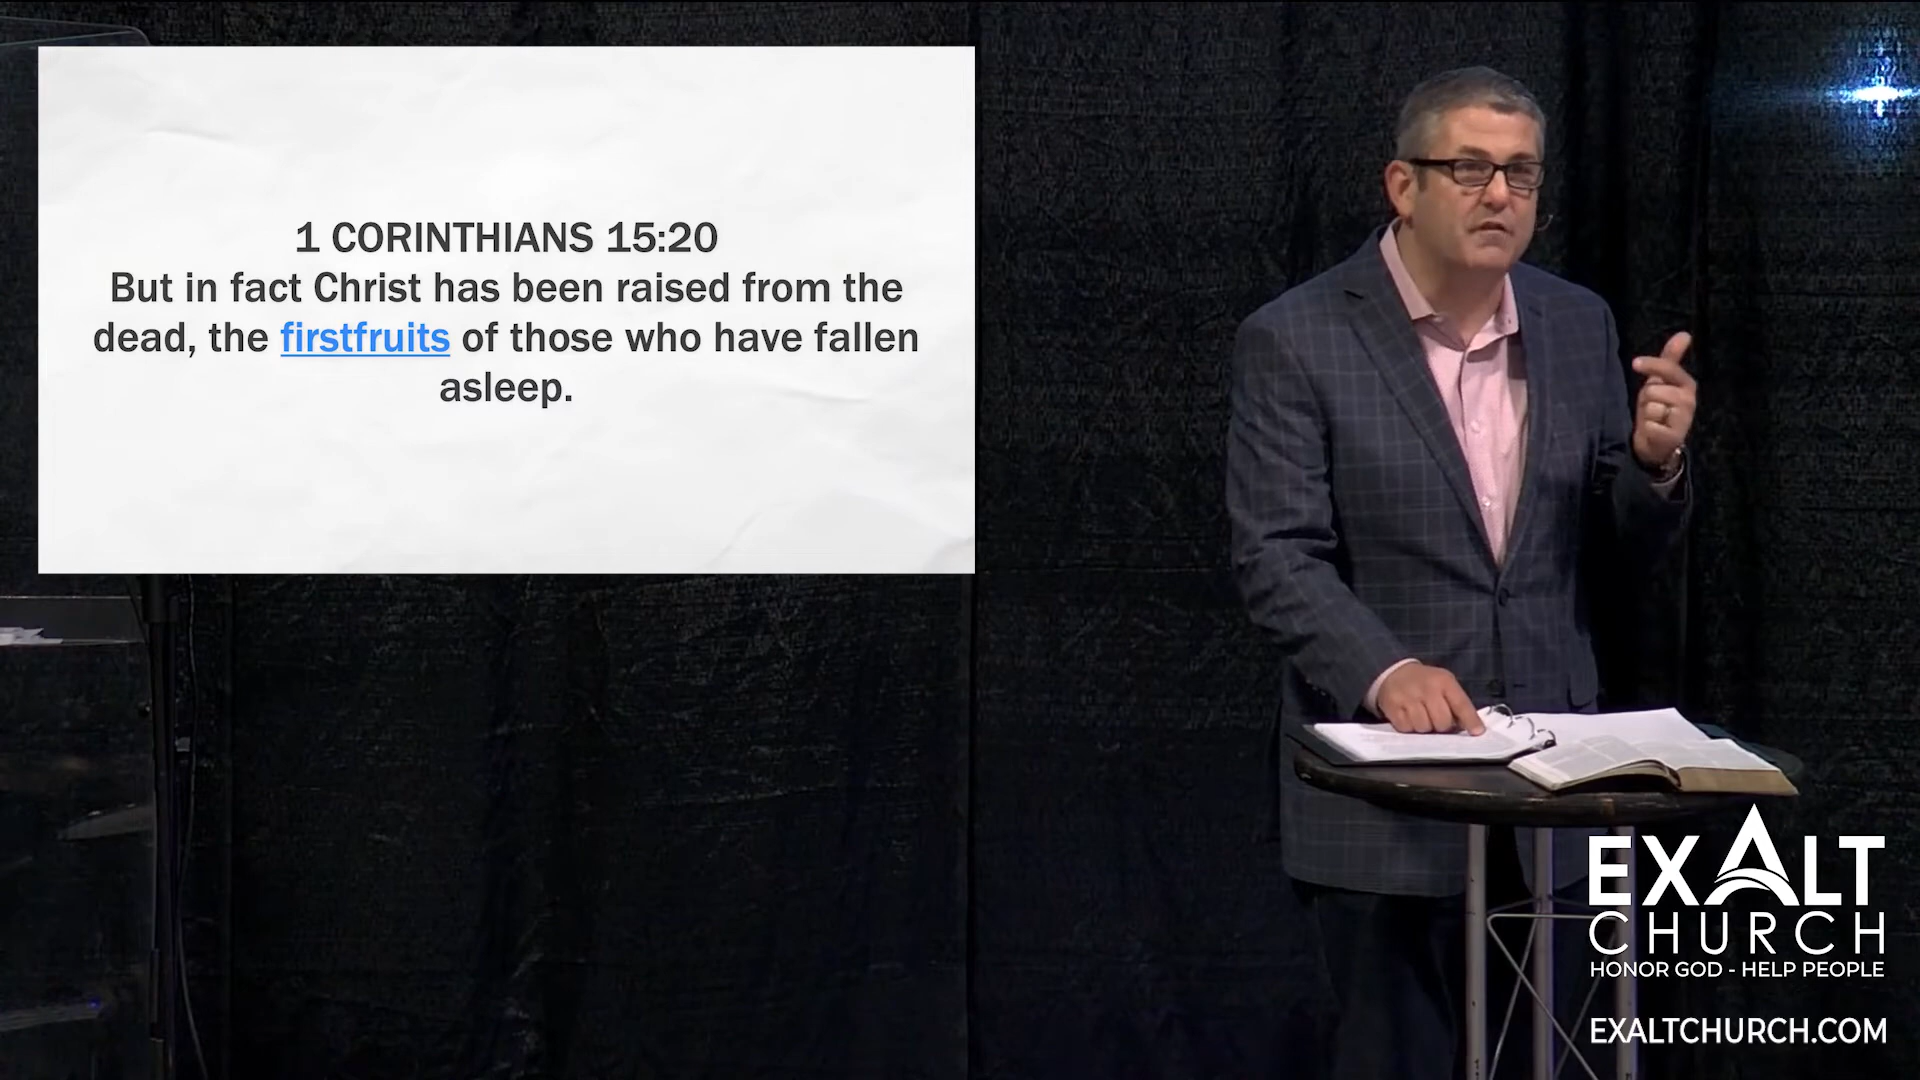 1 CORINTHIANS 15:20
But in fact Christ has been raised from the
dead, the firstfruits of those who have fallen
asleep.
EXALT
CHURCH
HONOR GOD - HELP PEOPLE
EXALTCHURCH.COM